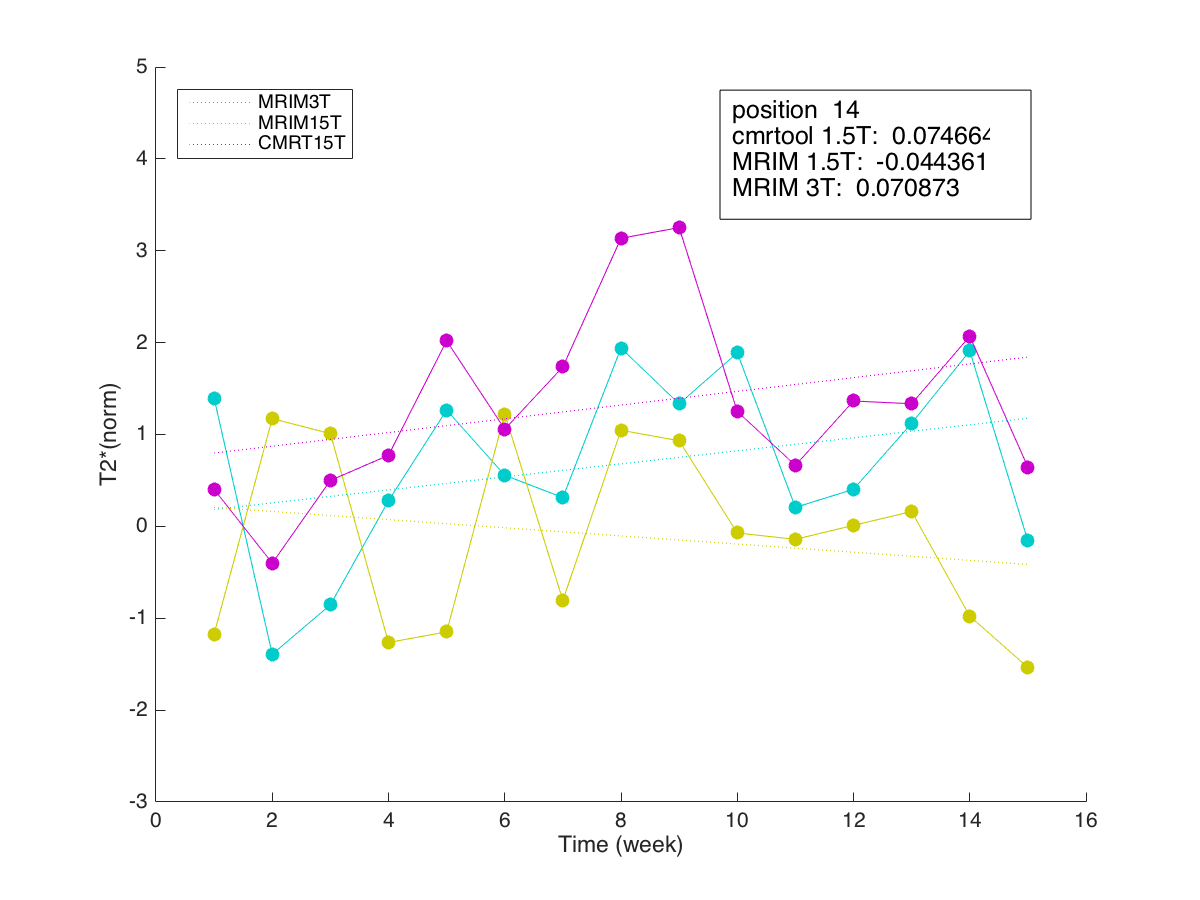 5
4
3
2
1
0
-1
-2
-3
0 2 4 6 8 10 12 14 16
T2*(norm)
Time (week)
MRIM3T
MRIM15T
CMRT15T
position 14
cmrtool 1.5T: 0.074664
MRIM 1.5T: -0.044361
MRIM 3T: 0.070873